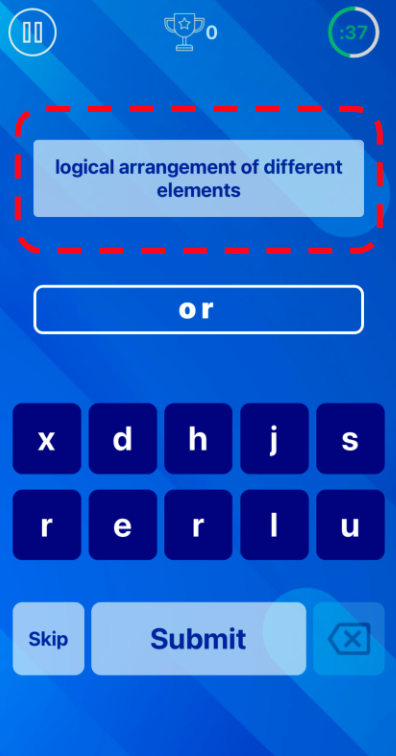 0
:37
logical arrangement of different
elements
or
x d h j s
r e r l u
Skip Submit